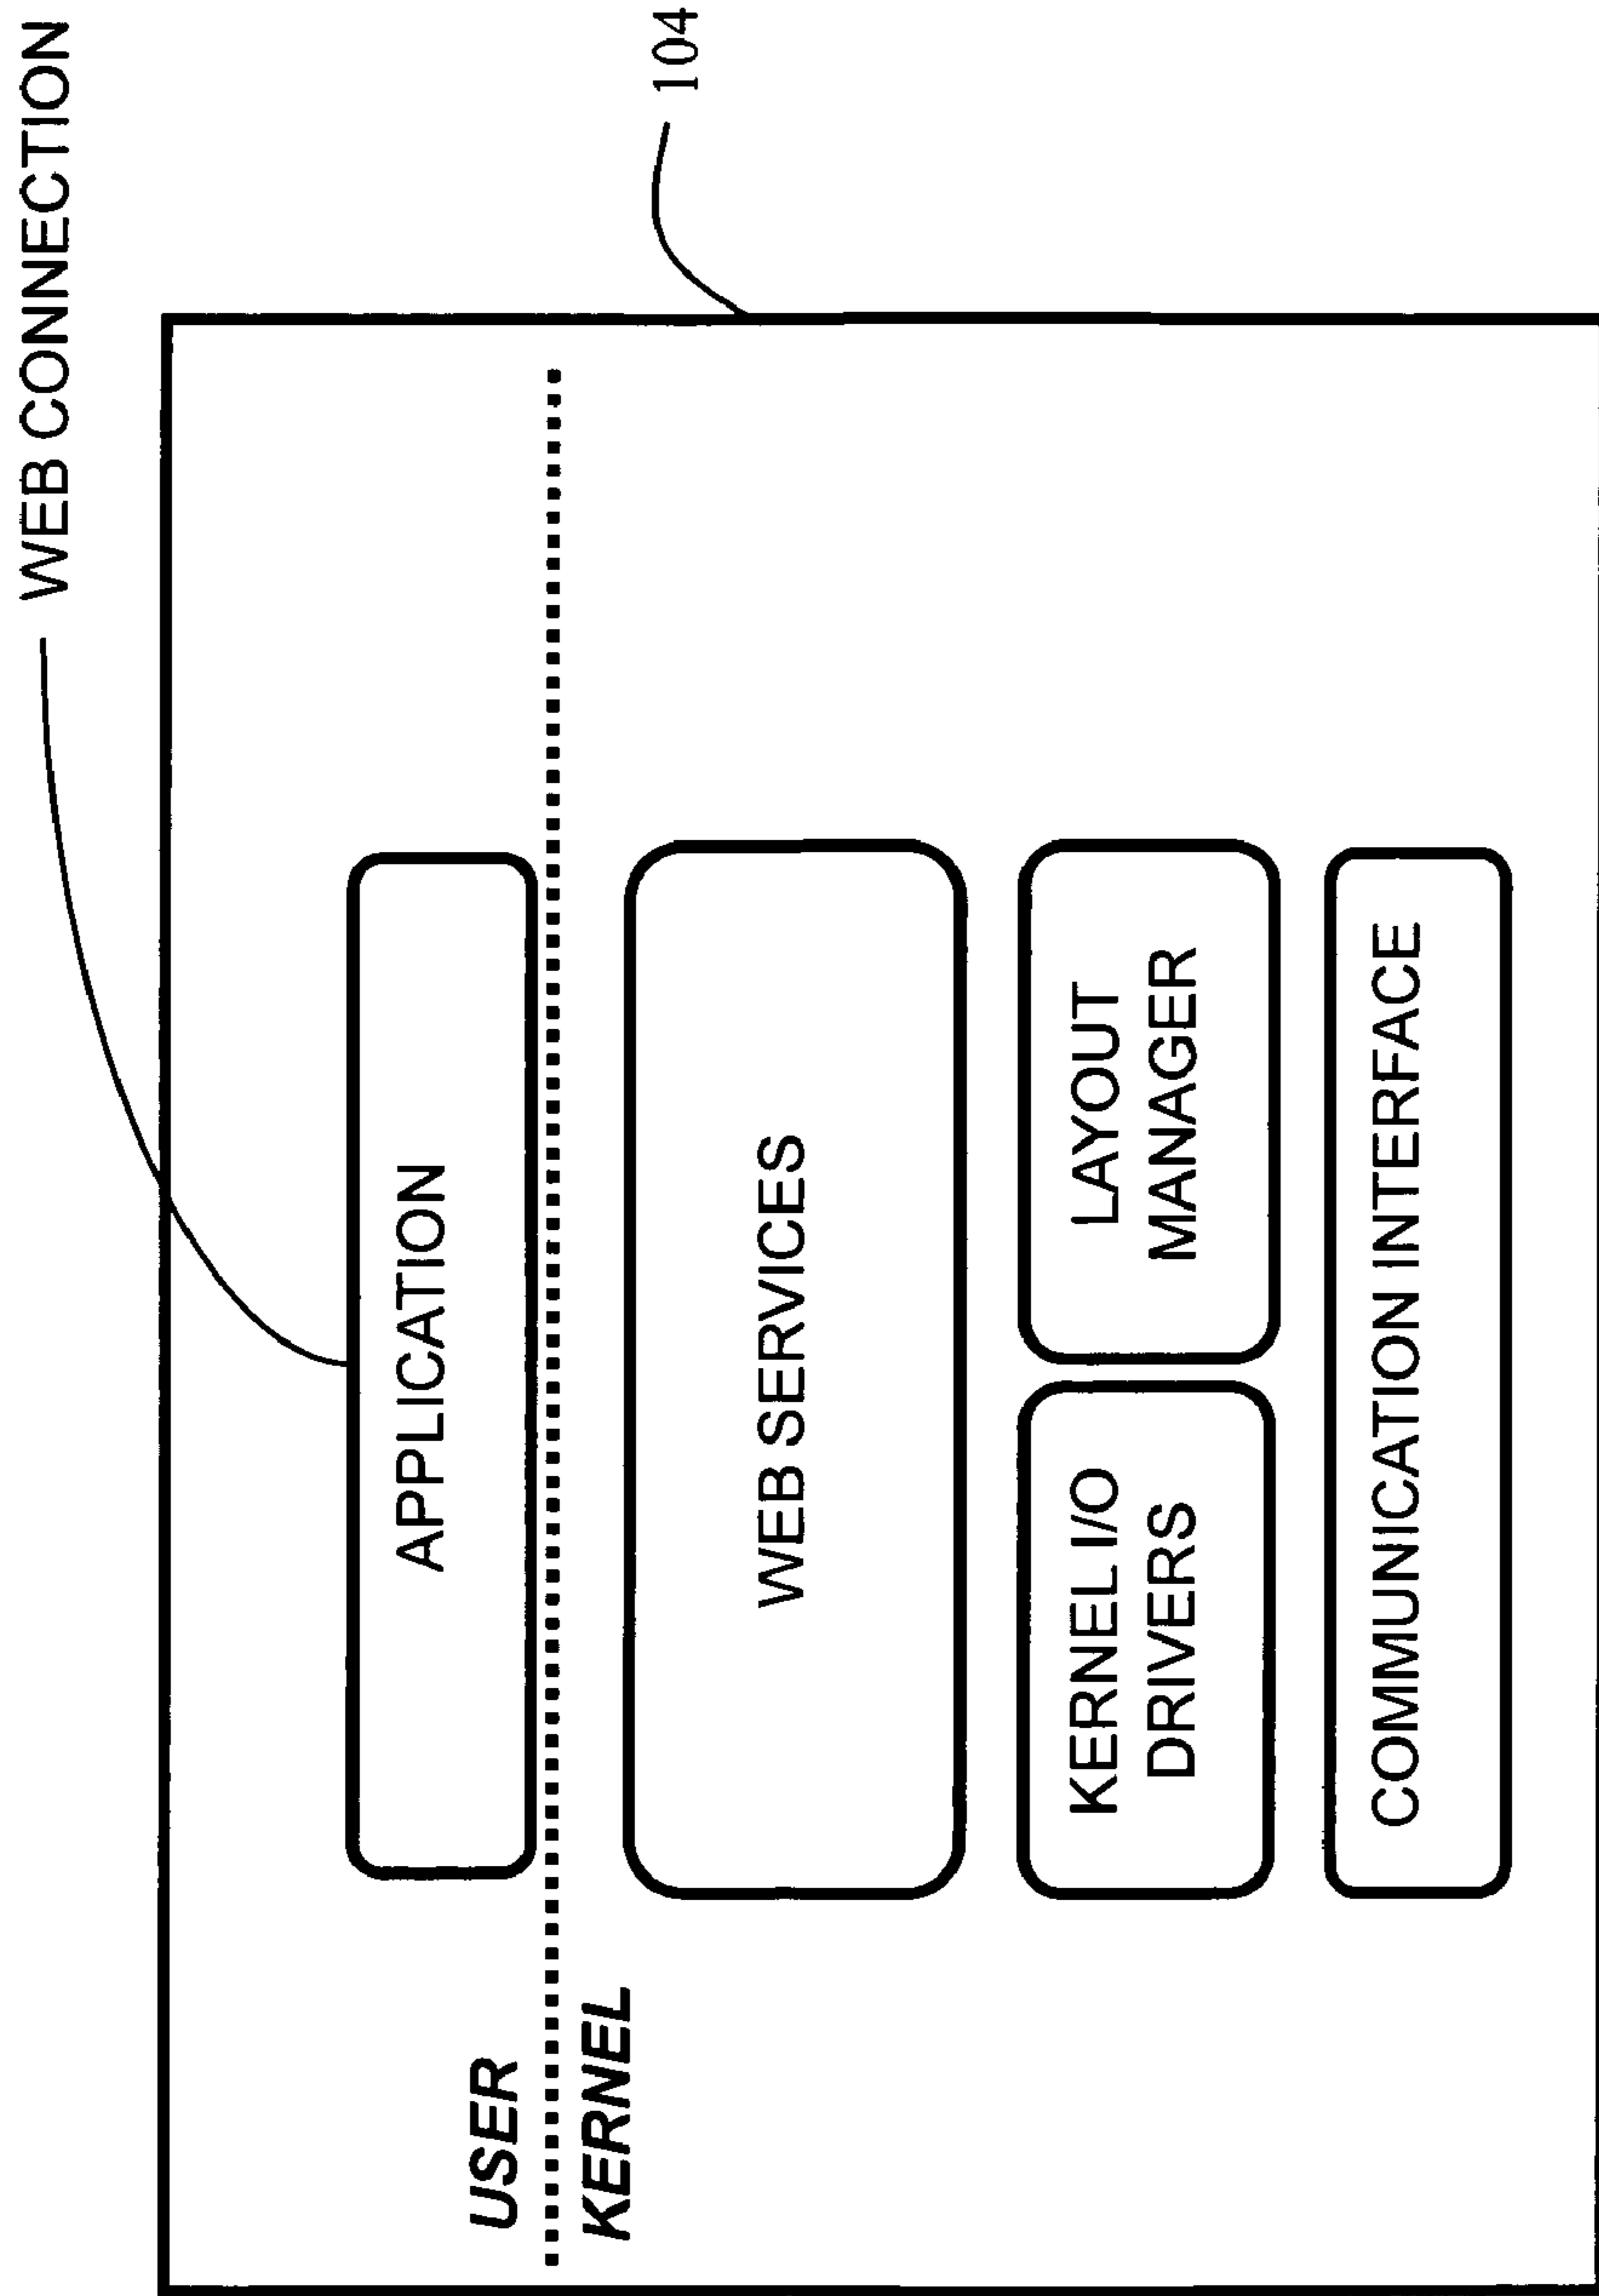 WEB CONNECTION
104
APPLICATION
USER
KERNEL
WEB SERVICES
KERNEL I/O
DRIVERS
LAYOUT
MANAGER
COMMUNICATION INTERFACE